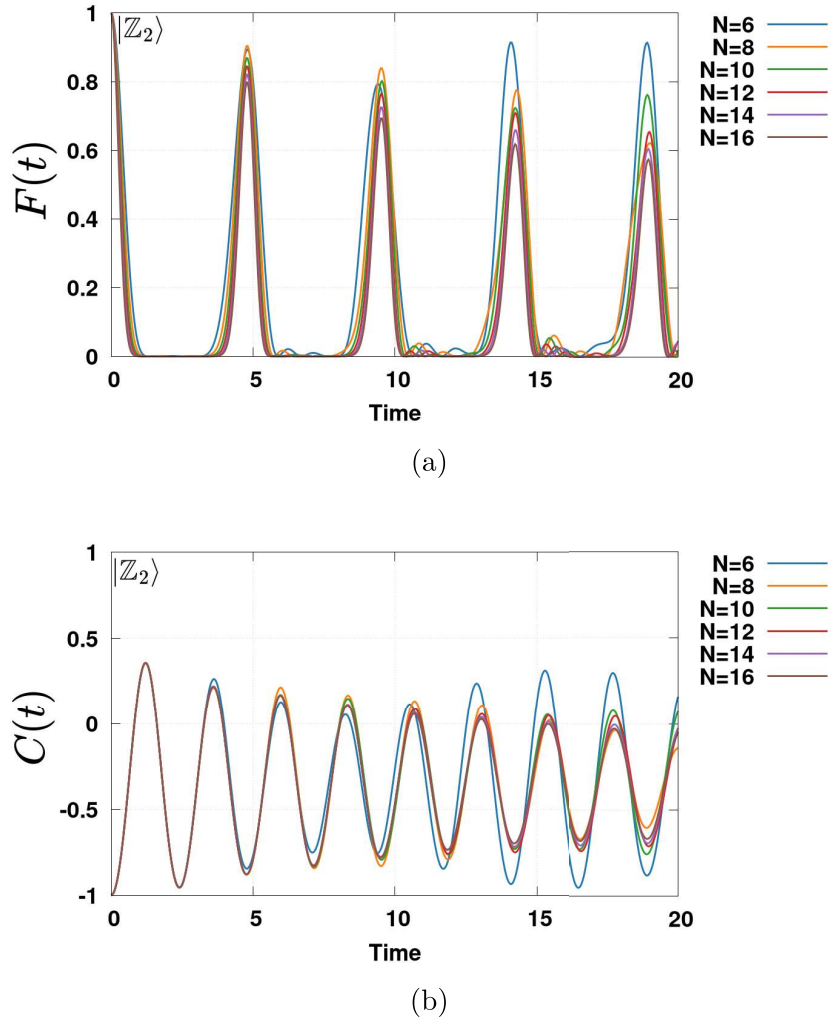 |ℤ₂⟩
N=6
N=8
N=10
N=12
N=14
N=16
F(t)
1
0.8
0.6
0.4
0.2
0
0 5 10 15 20
Time
(a)
|ℤ₂⟩
N=6
N=8
N=10
N=12
N=14
N=16
C(t)
1
0.5
0
-0.5
-1
0 5 10 15 20
Time
(b)